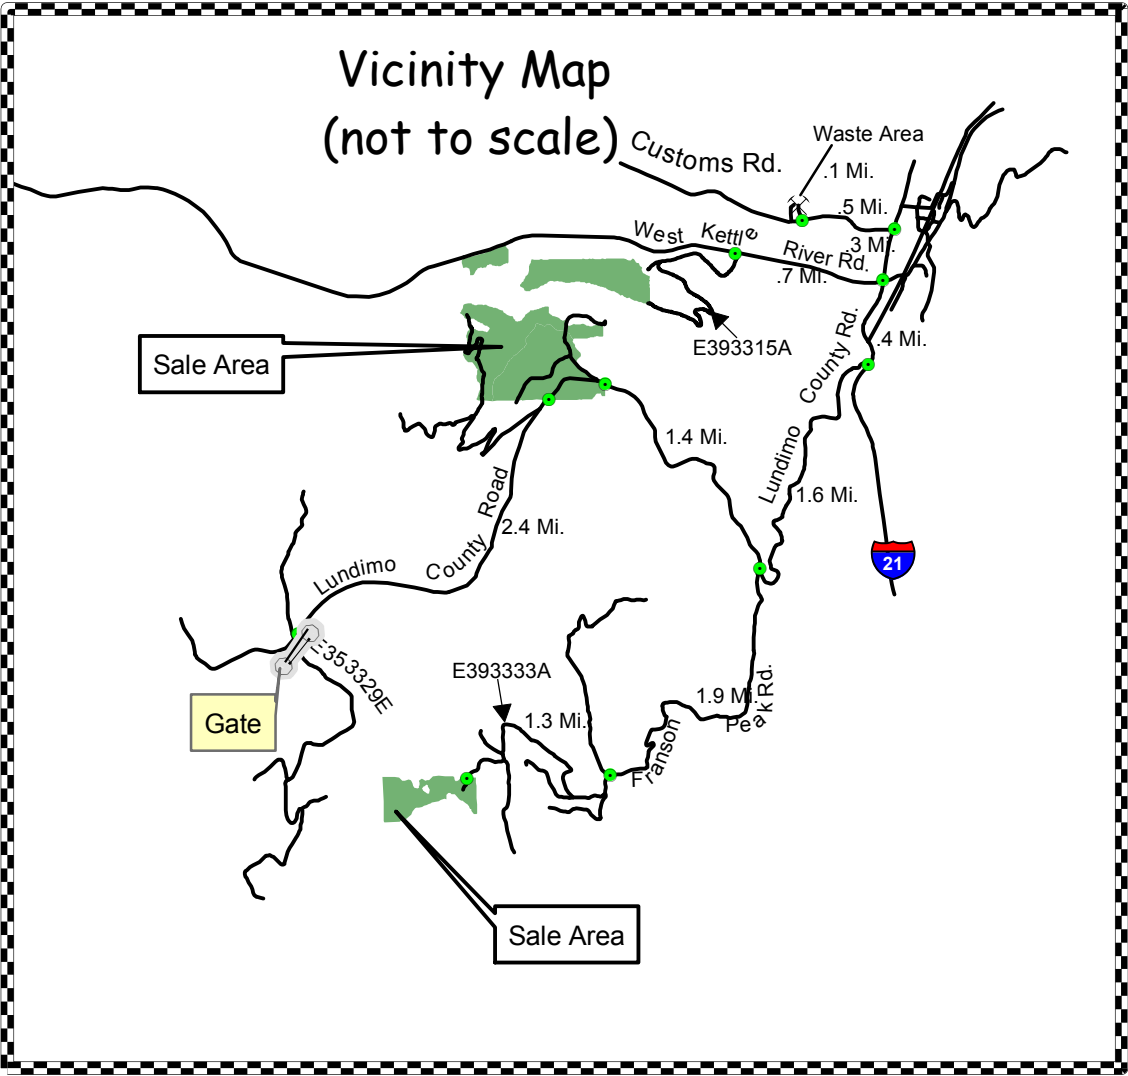 Vicinity Map
(not to scale)
Customs Rd.
Waste Area
.1 Mi.
.5 Mi.
.3 Mi.
West Kettle River Rd.
.7 Mi.
E393315A
.4 Mi.
Sale Area
Lundimo County Rd.
1.4 Mi.
1.6 Mi.
2.4 Mi.
Lundimo County Road
21
E353329E
Gate
E393333A
1.3 Mi.
1.9 Mi.
Franson Peak Rd.
Sale Area